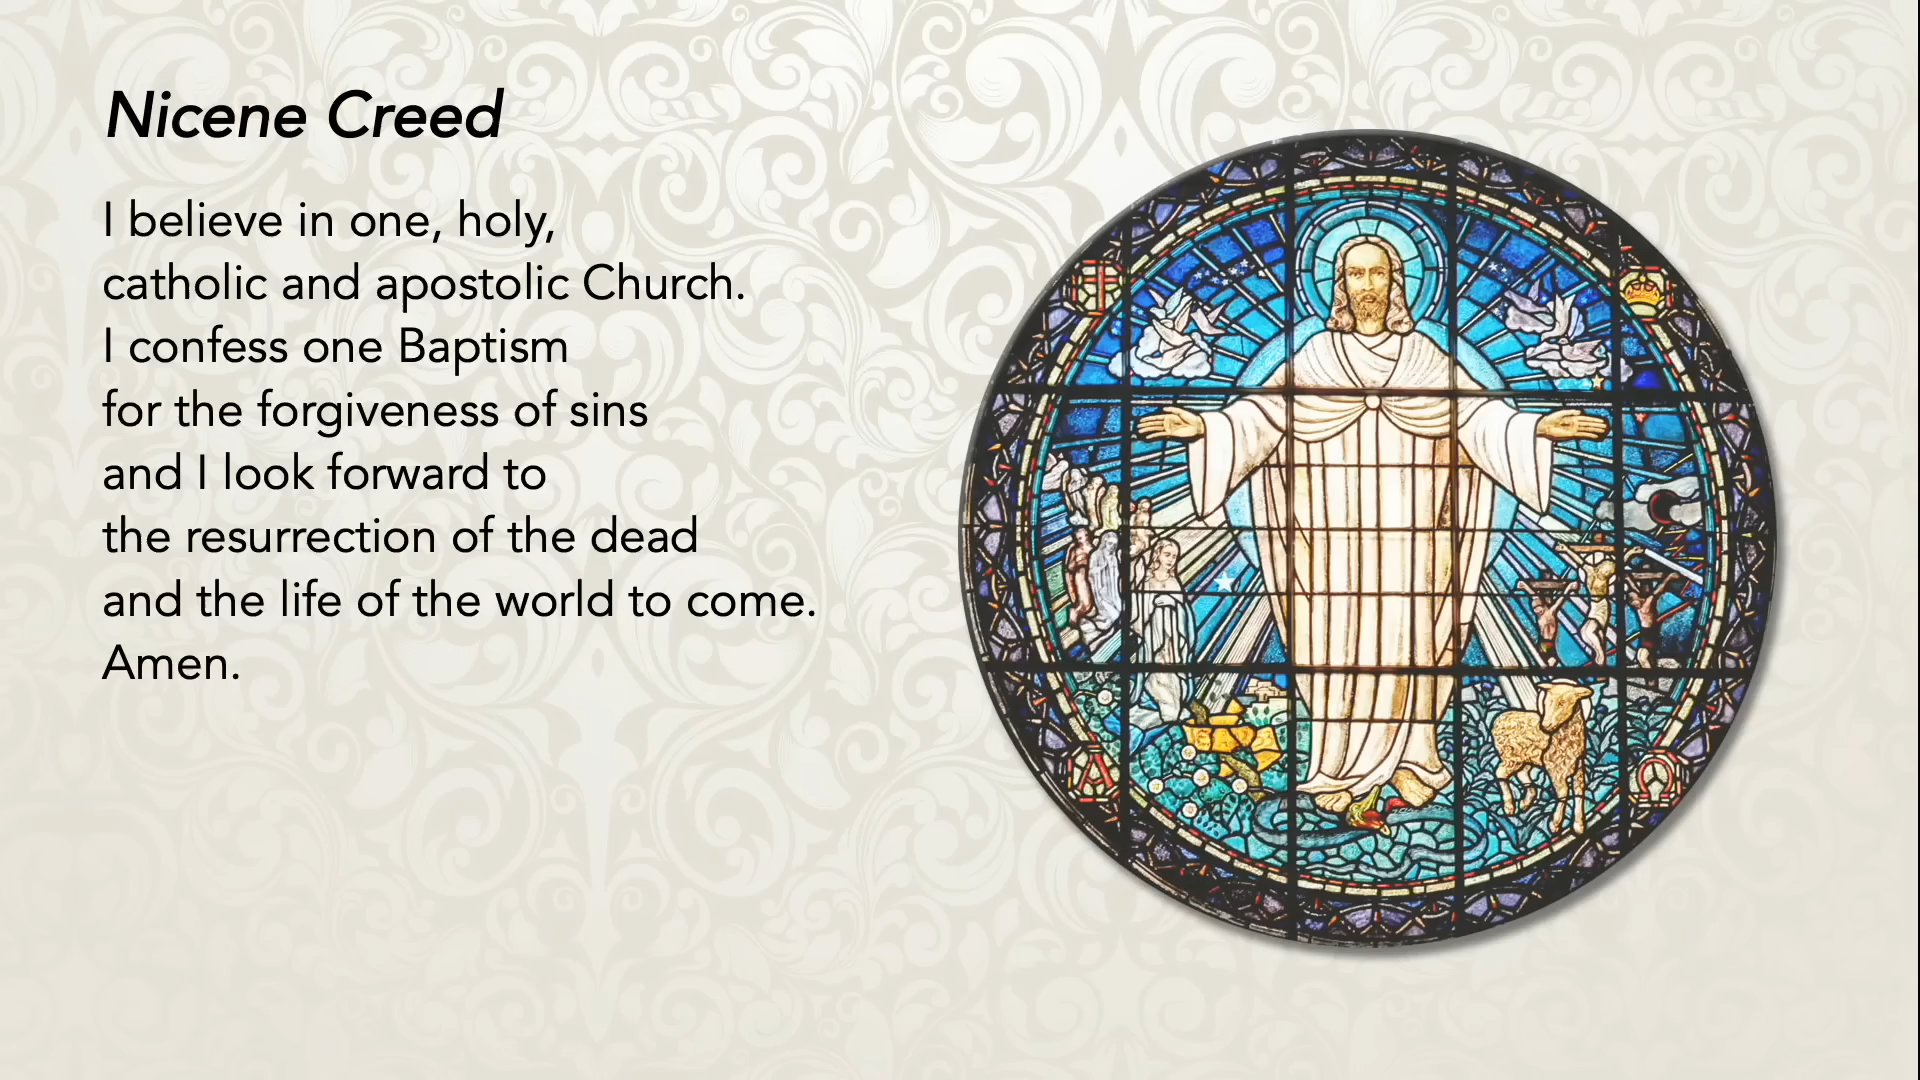 Nicene Creed
I believe in one, holy,
catholic and apostolic Church.
I confess one Baptism
for the forgiveness of sins
and I look forward to
the resurrection of the dead
and the life of the world to come.
Amen.
Α
Ω